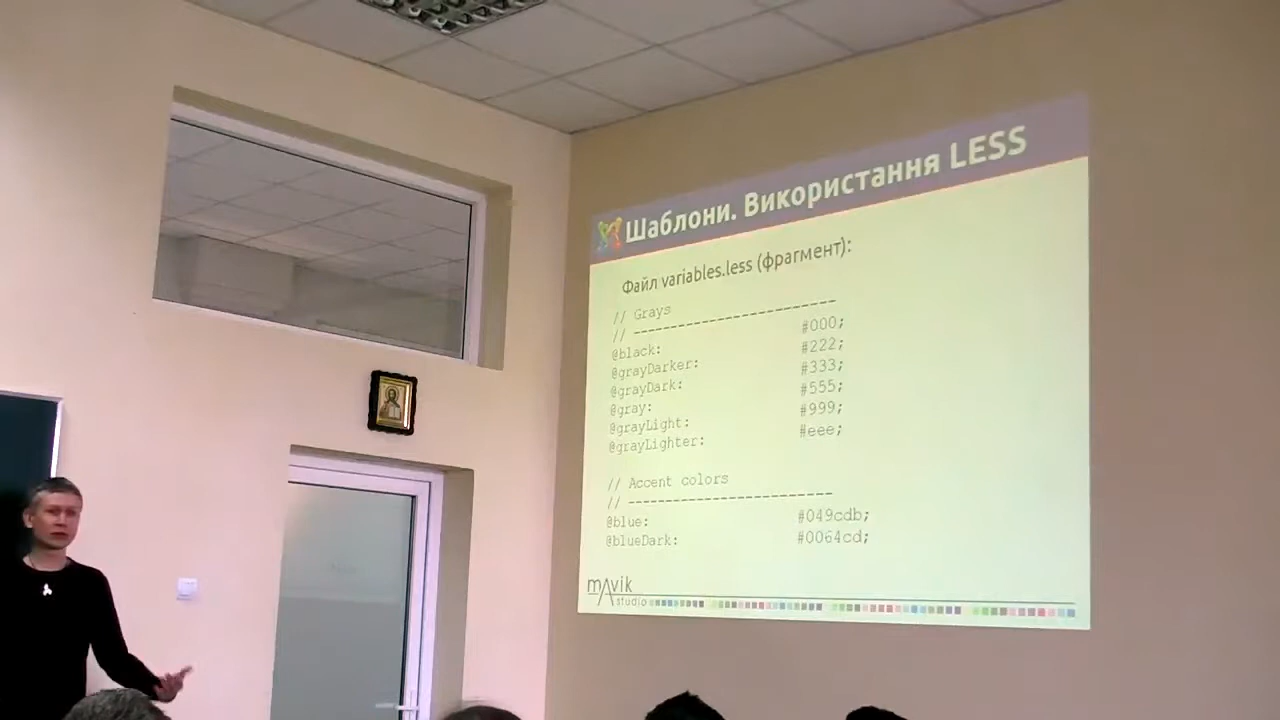 Шаблони. Використання LESS
Файл variables.less (фрагмент):
// Grays
// -------------------------
@black: #000;
@grayDarker: #222;
@grayDark: #333;
@gray: #555;
@grayLight: #999;
@grayLighter: #eee;
// Accent colors
// -------------------------
@blue: #049cdb;
@blueDark: #0064cd;
mAvik
studio